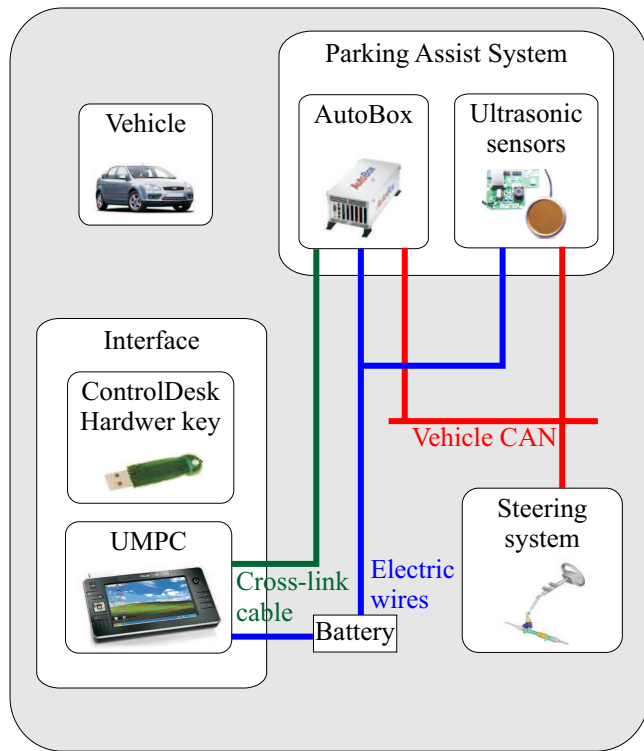 Parking Assist System
Vehicle
AutoBox
AutoBox
Ultrasonic
sensors
Interface
ControlDesk
Hardwer key
Vehicle CAN
UMPC
Cross-link
cable
Electric
wires
Battery
Steering
system